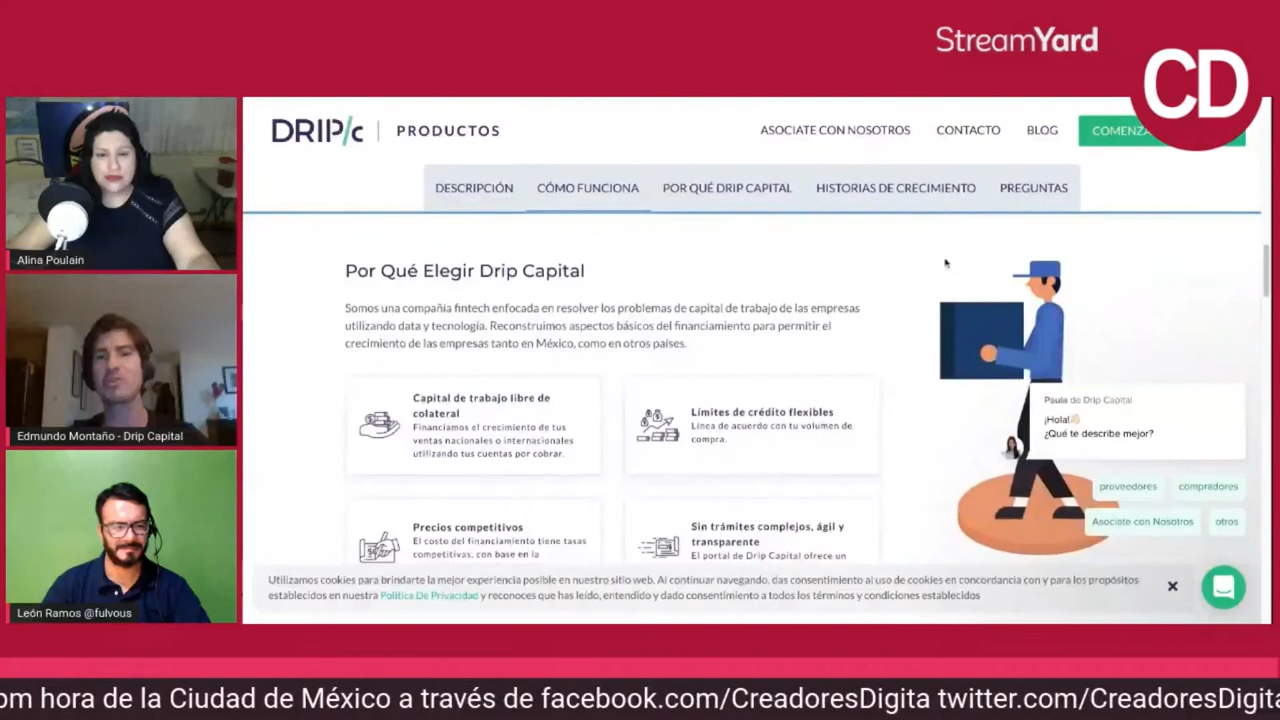 StreamYard
CD
DRIP/c | PRODUCTOS
ASOCIATE CON NOSOTROS
CONTACTO
BLOG
DESCRIPCIÓN
CÓMO FUNCIONA
POR QUÉ DRIP CAPITAL
HISTORIAS DE CRECIMIENTO
PREGUNTAS
Alina Poulain
Edmundo Montaño - Drip Capital
León Ramos @fulvous
Por Qué Elegir Drip Capital
Somos una compañía fintech enfocada en resolver los problemas de capital de trabajo de las empresas
utilizando data y tecnología. Reconstruimos aspectos básicos del financiamiento para permitir el
crecimiento de las empresas tanto en México, como en otros países.
Capital de trabajo libre de
colateral
Financiamos el crecimiento de tus
ventas nacionales o internacionales
utilizando tus cuentas por cobrar.
Límites de crédito flexibles
Línea de acuerdo con tu volumen de
compra.
Precios competitivos
El costo del financiamiento tiene tasas
competitivas, con base en la
Sin trámites complejos, ágil y
transparente
El portal de Drip Capital ofrece un
Paula de Drip Capital
¡Hola!
¿Qué te describe mejor?
proveedores
compradores
Asociate con Nosotros
otros
Utilizamos cookies para brindarte la mejor experiencia posible en nuestro sitio web. Al continuar navegando, das consentimiento al uso de cookies en concordancia con y para los propósitos
establecidos en nuestra Política De Privacidad y reconoces que has leído, entendido y dado consentimiento a todos los términos y condiciones establecidos
pm hora de la Ciudad de México a través de facebook.com/CreadoresDigita twitter.com/CreadoresDigita